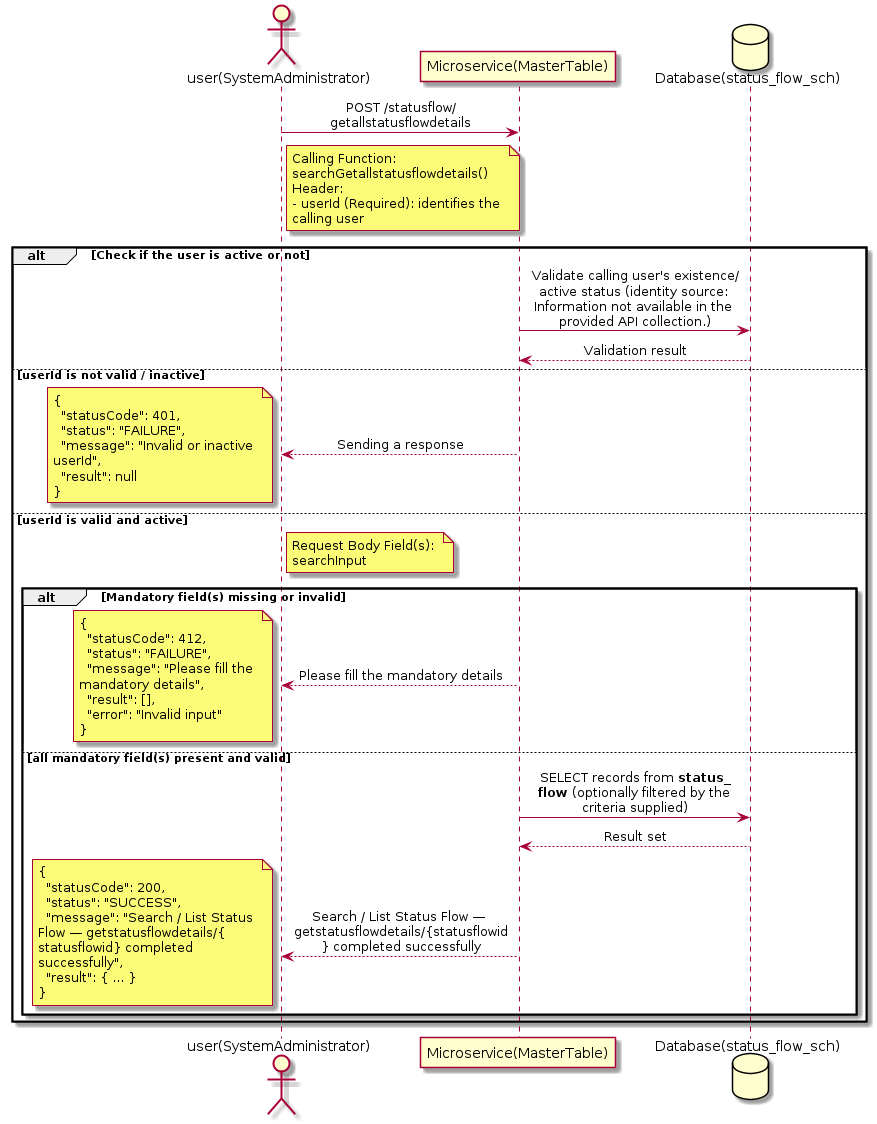 user(SystemAdministrator)
Microservice(MasterTable)
Database(status_flow_sch)
POST /statusflow/
getallstatusflowdetails
Calling Function:
searchGetallstatusflowdetails()
Header:
- userId (Required): identifies the
calling user
alt
[Check if the user is active or not]
Validate calling user's existence/
active status (identity source:
Information not available in the
provided API collection.)
Validation result
[userId is not valid / inactive]
{
"statusCode": 401,
"status": "FAILURE",
"message": "Invalid or inactive
userId",
"result": null
}
Sending a response
[userId is valid and active]
Request Body Field(s):
searchInput
alt
[Mandatory field(s) missing or invalid]
{
"statusCode": 412,
"status": "FAILURE",
"message": "Please fill the
mandatory details",
"result": [],
"error": "Invalid input"
}
Please fill the mandatory details
[all mandatory field(s) present and valid]
SELECT records from status_
flow (optionally filtered by the
criteria supplied)
Result set
{
"statusCode": 200,
"status": "SUCCESS",
"message": "Search / List Status
Flow — getstatusflowdetails/{
statusflowid} completed
successfully",
"result": { ... }
}
Search / List Status Flow —
getstatusflowdetails/{statusflowid
} completed successfully
user(SystemAdministrator)
Microservice(MasterTable)
Database(status_flow_sch)